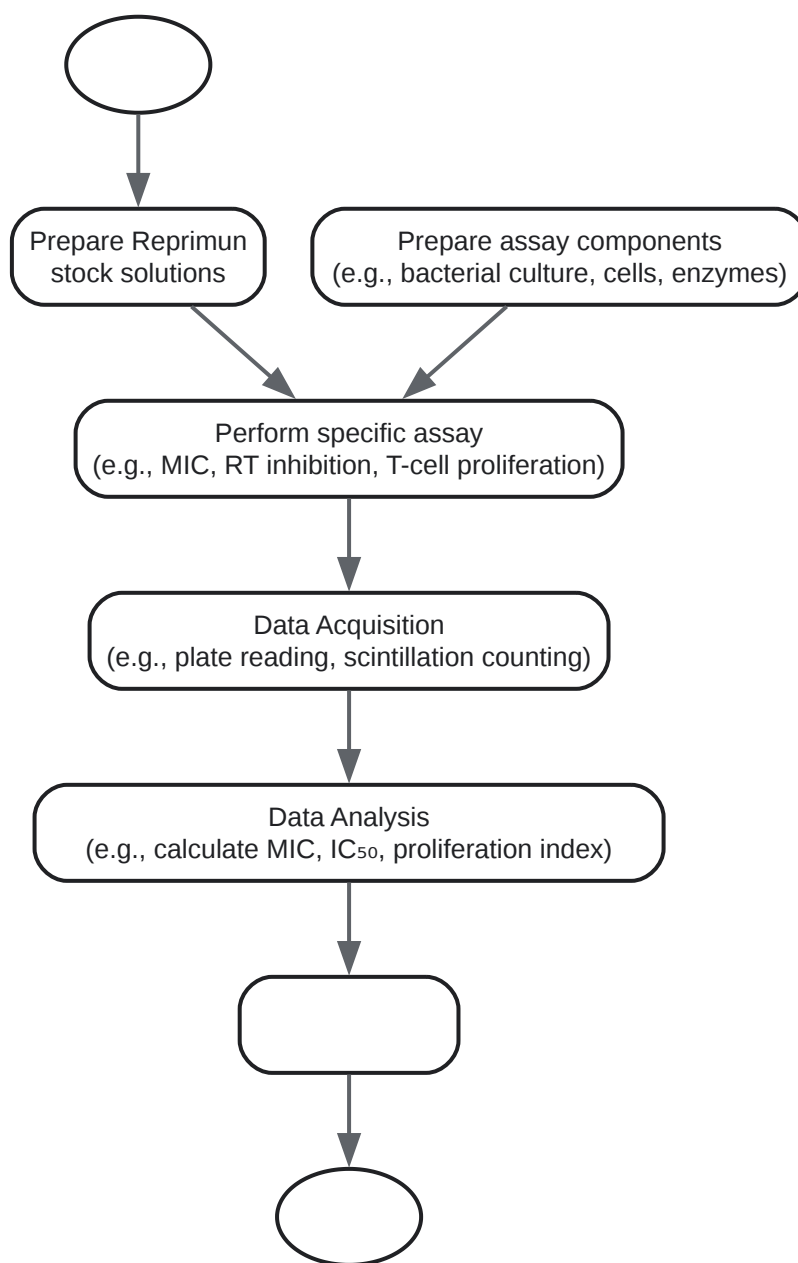 Prepare Reprimun
stock solutions
Prepare assay components
(e.g., bacterial culture, cells, enzymes)
Perform specific assay
(e.g., MIC, RT inhibition, T-cell proliferation)
Data Acquisition
(e.g., plate reading, scintillation counting)
Data Analysis
(e.g., calculate MIC, IC₅₀, proliferation index)